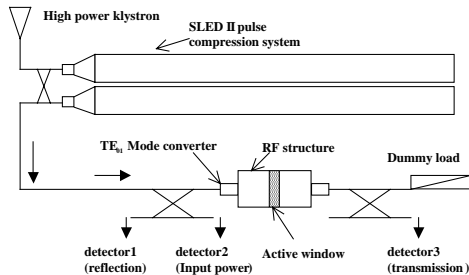 High power klystron
SLED II pulse
compression system
TE01 Mode converter
RF structure
Dummy load
detector1
(reflection)
detector2
(Input power)
Active window
detector3
(transmission)